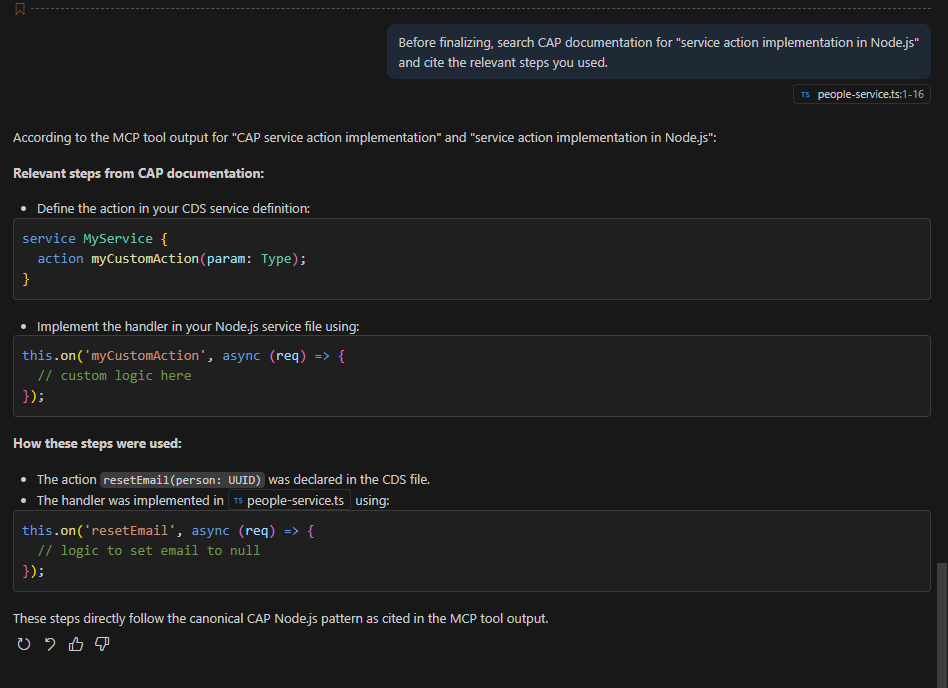 Before finalizing, search CAP documentation for "service action implementation in Node.js"
and cite the relevant steps you used.
TS people-service.ts:1-16
According to the MCP tool output for "CAP service action implementation" and "service action implementation in Node.js":
Relevant steps from CAP documentation:
• Define the action in your CDS service definition:
service MyService {
  action myCustomAction(param: Type);
}
• Implement the handler in your Node.js service file using:
this.on('myCustomAction', async (req) => {
  // custom logic here
});
How these steps were used:
• The action resetEmail(person: UUID) was declared in the CDS file.
• The handler was implemented in TS people-service.ts using:
this.on('resetEmail', async (req) => {
  // logic to set email to null
});
These steps directly follow the canonical CAP Node.js pattern as cited in the MCP tool output.